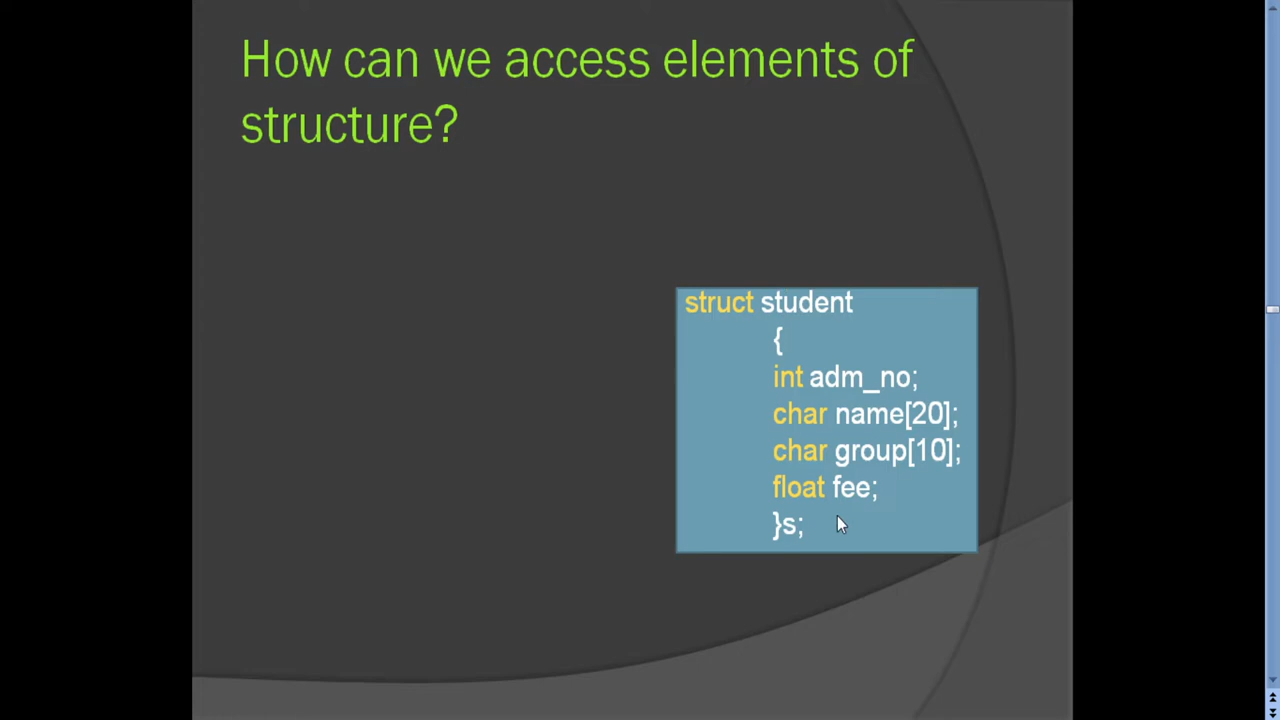 How can we access elements of
structure?
struct student
{
int adm_no;
char name[20];
char group[10];
float fee;
}s;